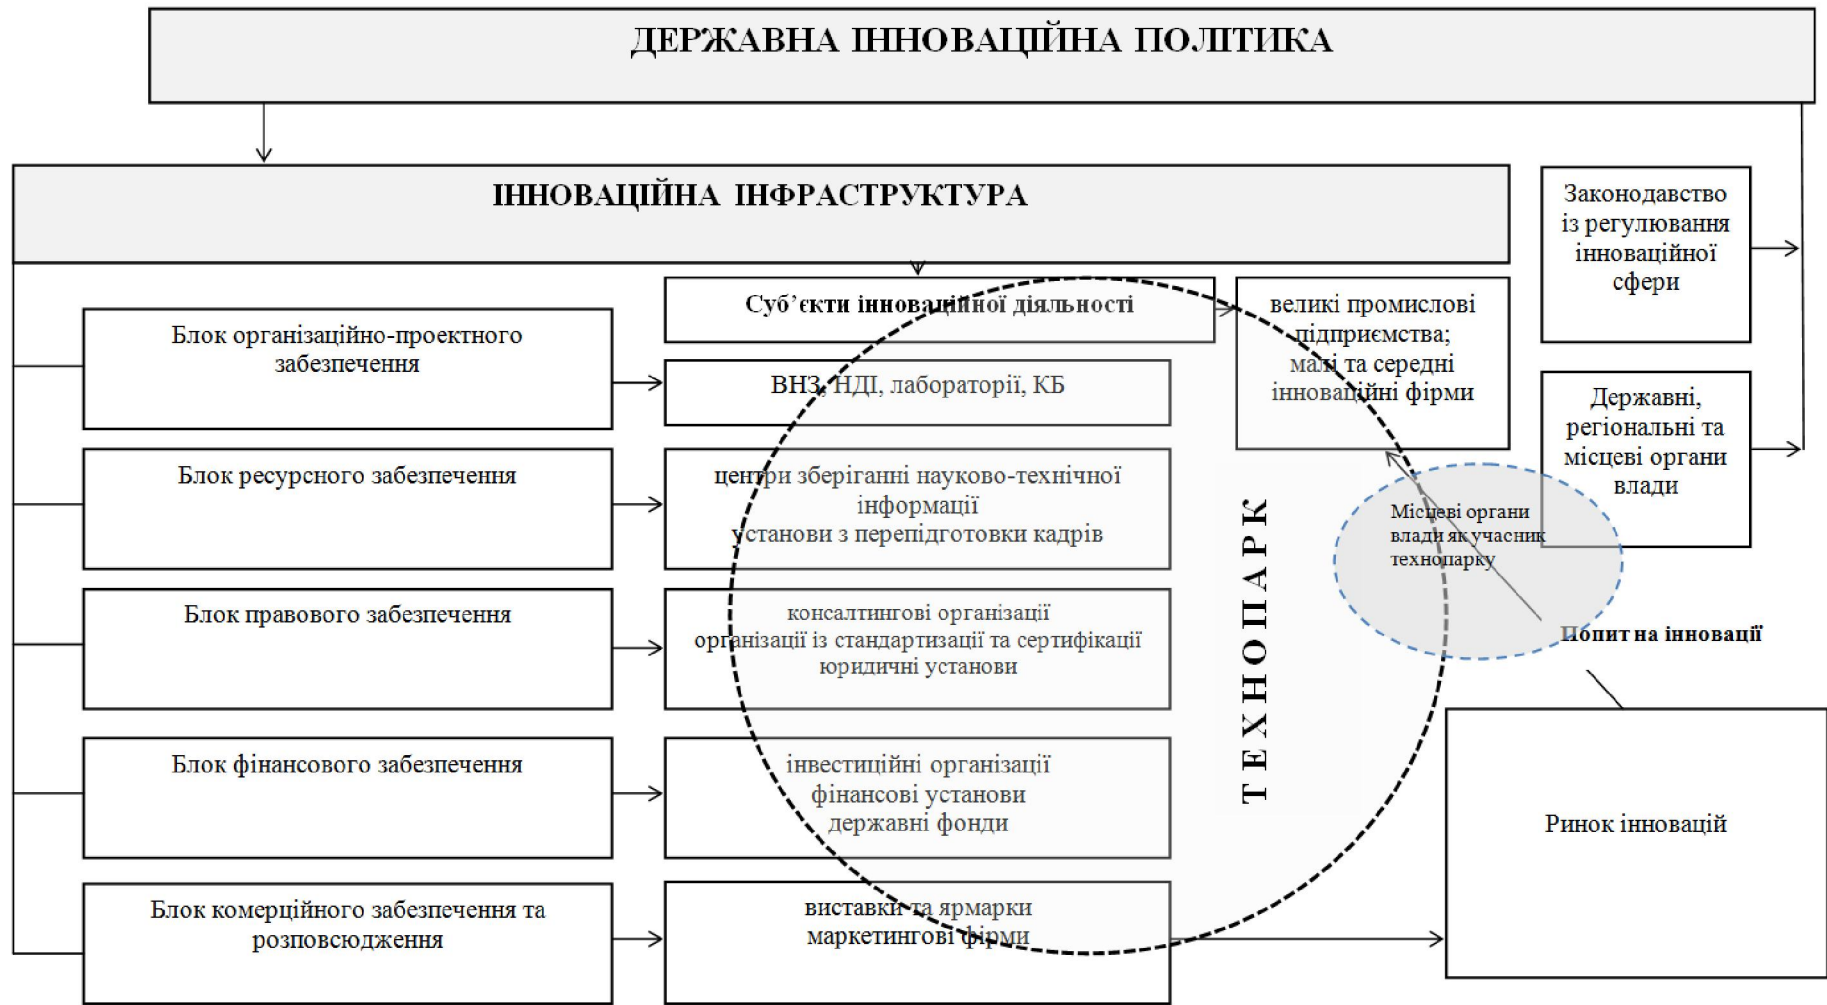 ДЕРЖАВНА ІННОВАЦІЙНА ПОЛІТИКА
ІННОВАЦІЙНА ІНФРАСТРУКТУРА
Законодавство
із регулювання
інноваційної
сфери
Суб’єкти інноваційної діяльності
великі промислові
підприємства;
малі та середні
інноваційні фірми
Блок організаційно-проектного
забезпечення
ВНЗ, НДІ, лабораторії, КБ
Державні,
регіональні та
місцеві органи
влади
Блок ресурсного забезпечення
центри зберіганні науково-технічної
інформації
установи з перепідготовки кадрів
ТЕХНОПАРК
Місцеві органи
влади як учасник
технопарку
Блок правового забезпечення
консалтингові організації
організації із стандартизації та сертифікації
юридичні установи
Попит на інновації
Блок фінансового забезпечення
інвестиційні організації
фінансові установи
державні фонди
Ринок інновацій
Блок комерційного забезпечення та
розповсюдження
виставки та ярмарки
маркетингові фірми